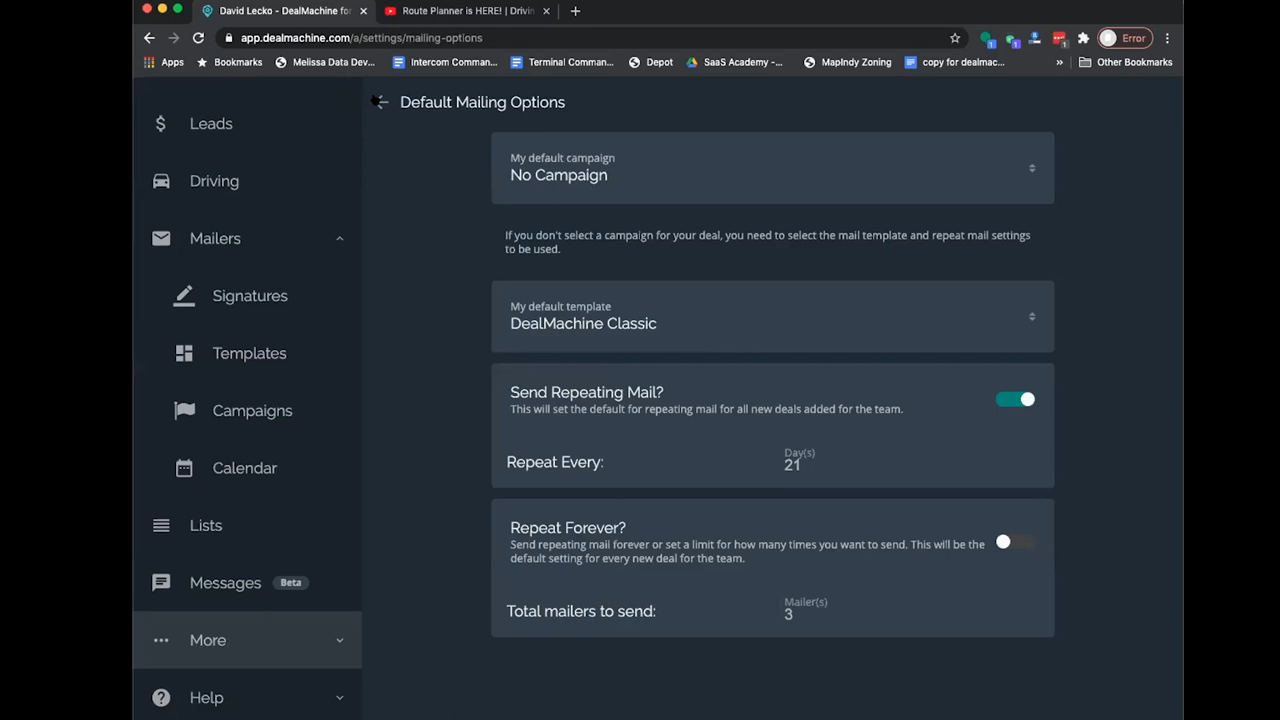 David Lecko - DealMachine for
Route Planner is HERE! | Drivin
app.dealmachine.com/a/settings/mailing-options
Error
Apps
Bookmarks
Melissa Data Dev...
Intercom Comman...
Terminal Comman...
Depot
SaaS Academy -...
MapIndy Zoning
copy for dealmac...
»
Other Bookmarks
Leads
Driving
Mailers
Signatures
Templates
Campaigns
Calendar
Lists
Messages Beta
More
Help
Default Mailing Options
My default campaign
No Campaign
If you don't select a campaign for your deal, you need to select the mail template and repeat mail settings
to be used.
My default template
DealMachine Classic
Send Repeating Mail?
This will set the default for repeating mail for all new deals added for the team.
Repeat Every:
Day(s)
21
Repeat Forever?
Send repeating mail forever or set a limit for how many times you want to send. This will be the
default setting for every new deal for the team.
Total mailers to send:
Mailer(s)
3